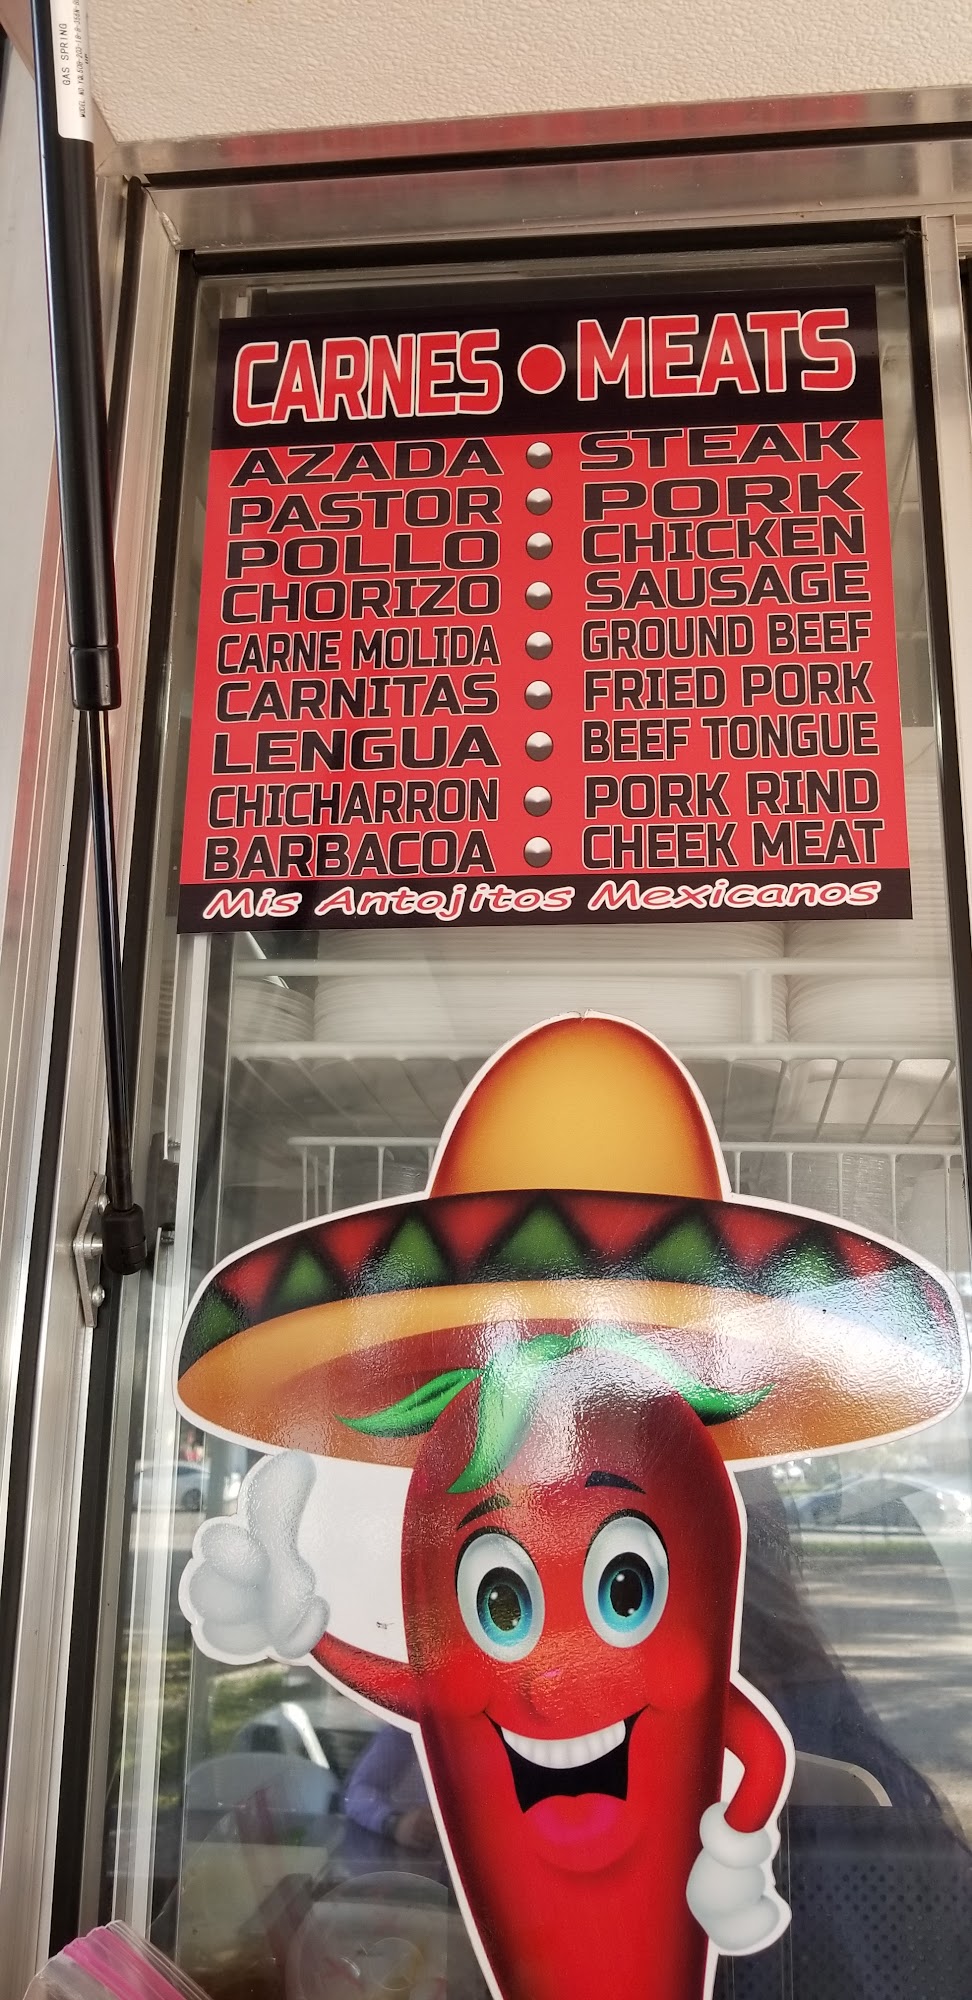 GAS SPRING
CARNES • MEATS
AZADA • STEAK
PASTOR • PORK
POLLO • CHICKEN
CHORIZO • SAUSAGE
CARNE MOLIDA • GROUND BEEF
CARNITAS • FRIED PORK
LENGUA • BEEF TONGUE
CHICHARRON • PORK RIND
BARBACOA • CHEEK MEAT
Mis Antojitos Mexicanos